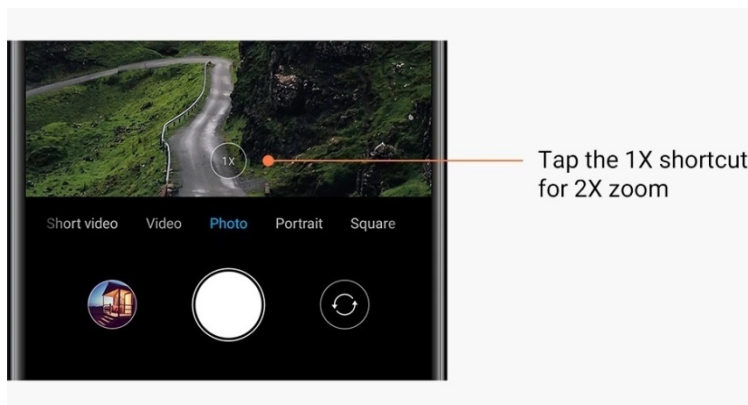 1X
Tap the 1X shortcut
for 2X zoom
Short video Video Photo Portrait Square